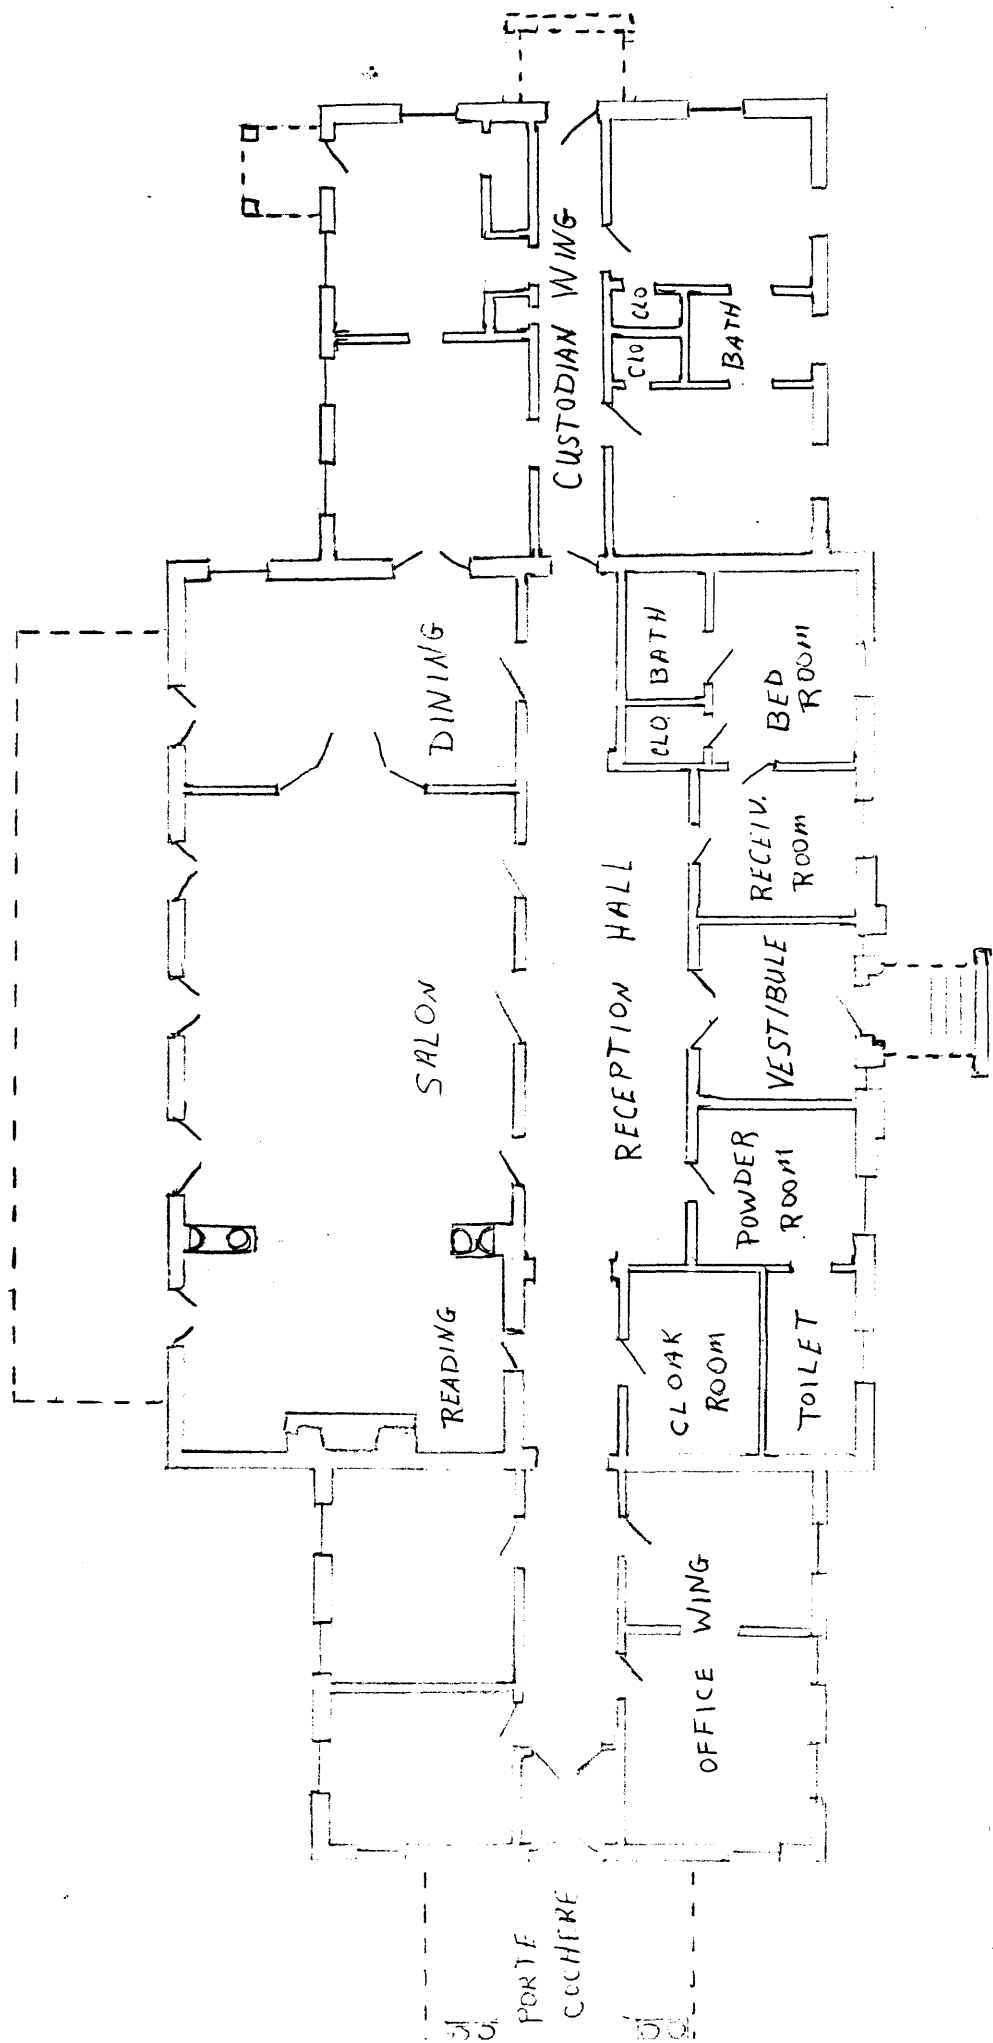 CUSTODIAN WING
CLO
CLO
BATH
DINING
BATH
CLO.
BED
ROOM
RECEIV.
ROOM
SALON
RECEPTION HALL
VESTIBULE
POWDER
ROOM
READING
CLOAK
ROOM
TOILET
OFFICE WING
PORTE
COCHERE